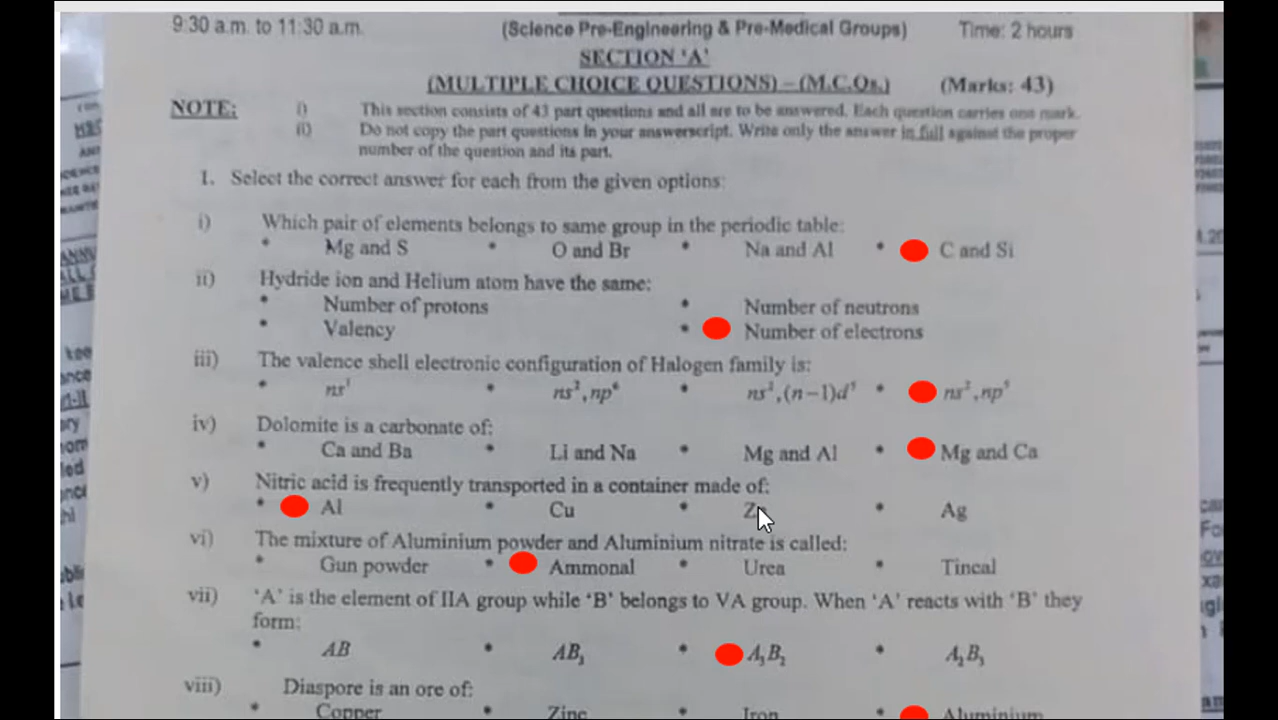 9:30 a.m. to 11:30 a.m. (Science Pre-Engineering & Pre-Medical Groups) Time: 2 hours
SECTION 'A'
(MULTIPLE CHOICE QUESTIONS) – (M.C.Qs.) (Marks: 43)
NOTE: i) This section consists of 43 part questions and all are to be answered. Each question carries one mark.
ii) Do not copy the part questions in your answerscript. Write only the answer in full against the proper
number of the question and its part.
1. Select the correct answer for each from the given options:
i) Which pair of elements belongs to same group in the periodic table:
* Mg and S * O and Br * Na and Al * C and Si
ii) Hydride ion and Helium atom have the same:
* Number of protons * Number of neutrons
* Valency * Number of electrons
iii) The valence shell electronic configuration of Halogen family is:
* ns¹ * ns², np⁶ * ns², (n−1)d⁵ * ns², np⁵
iv) Dolomite is a carbonate of:
* Ca and Ba * Li and Na * Mg and Al * Mg and Ca
v) Nitric acid is frequently transported in a container made of:
* Al * Cu * * Ag
vi) The mixture of Aluminium powder and Aluminium nitrate is called:
* Gun powder * Ammonal * Urea * Tincal
vii) 'A' is the element of IIA group while 'B' belongs to VA group. When 'A' reacts with 'B' they
form:
* AB * AB₃ * A₃B₂ * A₂B₃
viii) Diaspore is an ore of:
* Copper * Zinc * Iron Aluminium